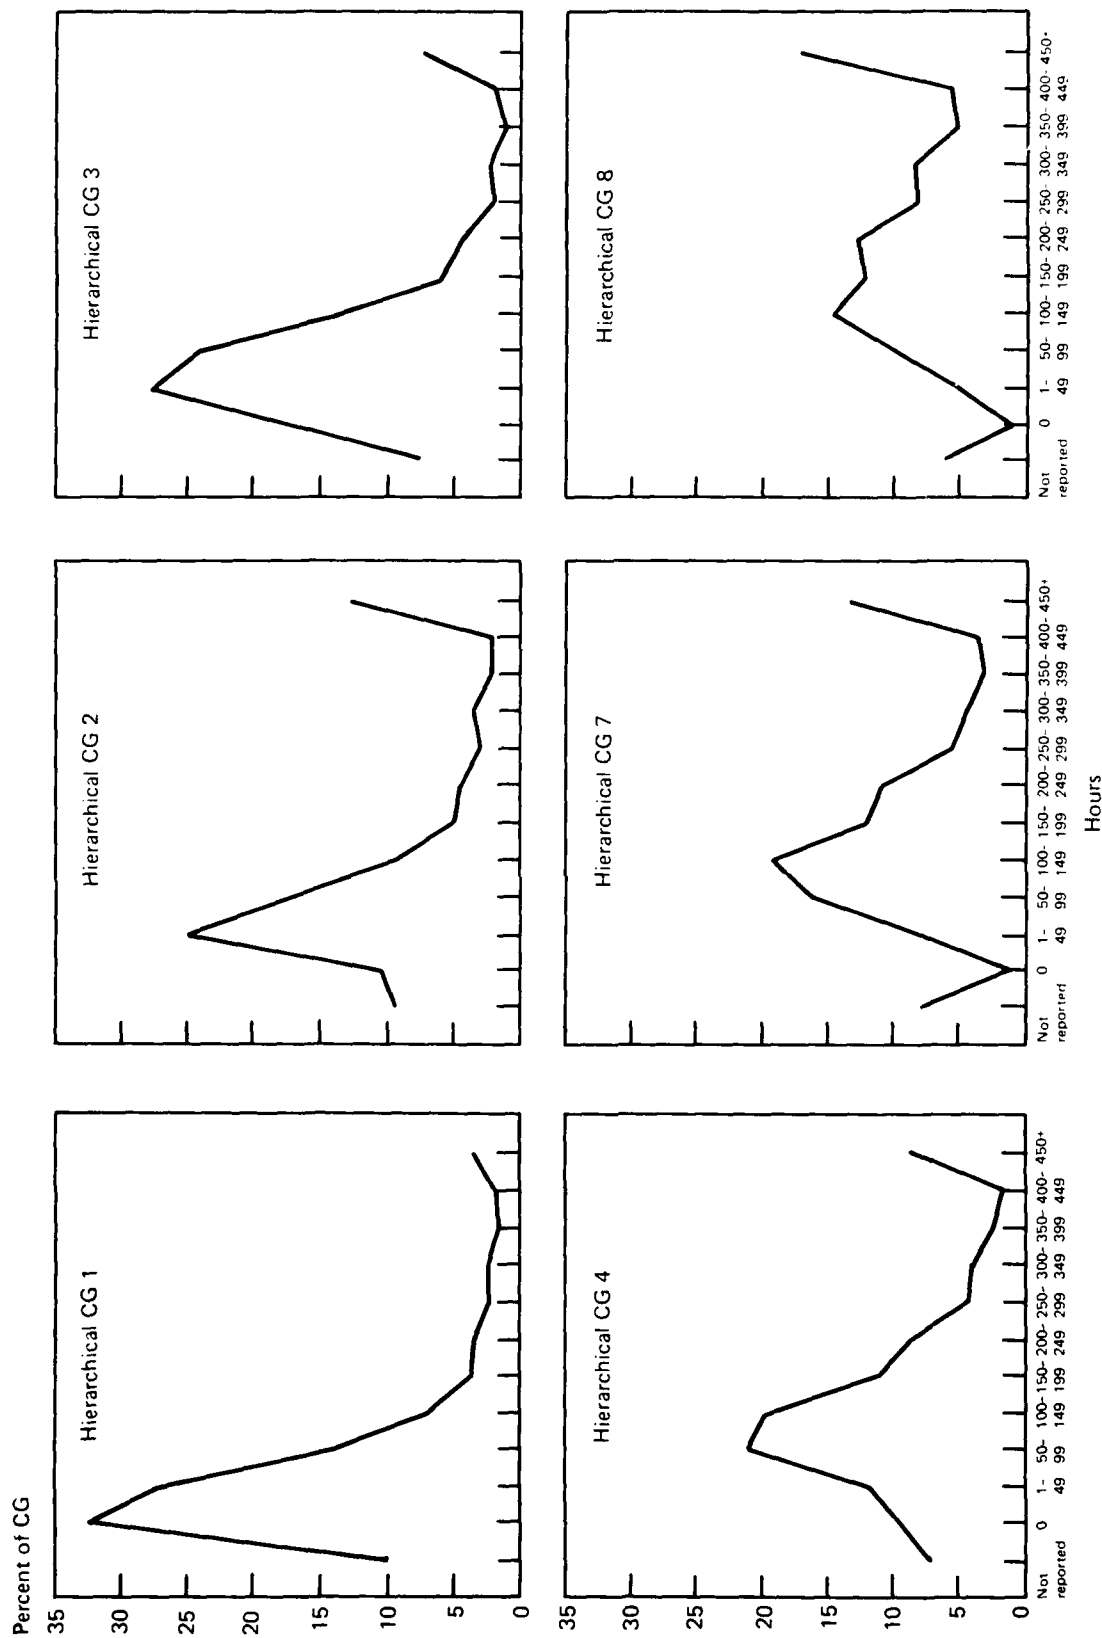 Percent of CG
Hierarchical CG 1
Hierarchical CG 2
Hierarchical CG 3
35
30
25
20
15
10
5
0
Hierarchical CG 4
Hierarchical CG 7
Hierarchical CG 8
35
30
25
20
15
10
5
0
Not 0 1- 50- 100- 150- 200- 250- 300- 350- 400- 450+
reported 49 99 149 199 249 299 349 399 449
Not 0 1- 50- 100- 150- 200- 250- 300- 350- 400- 450+
reported 49 99 149 199 249 299 349 399 449
Not 0 1- 50- 100- 150- 200- 250- 300- 350- 400- 450+
reported 49 99 149 199 249 299 349 399 449
Hours